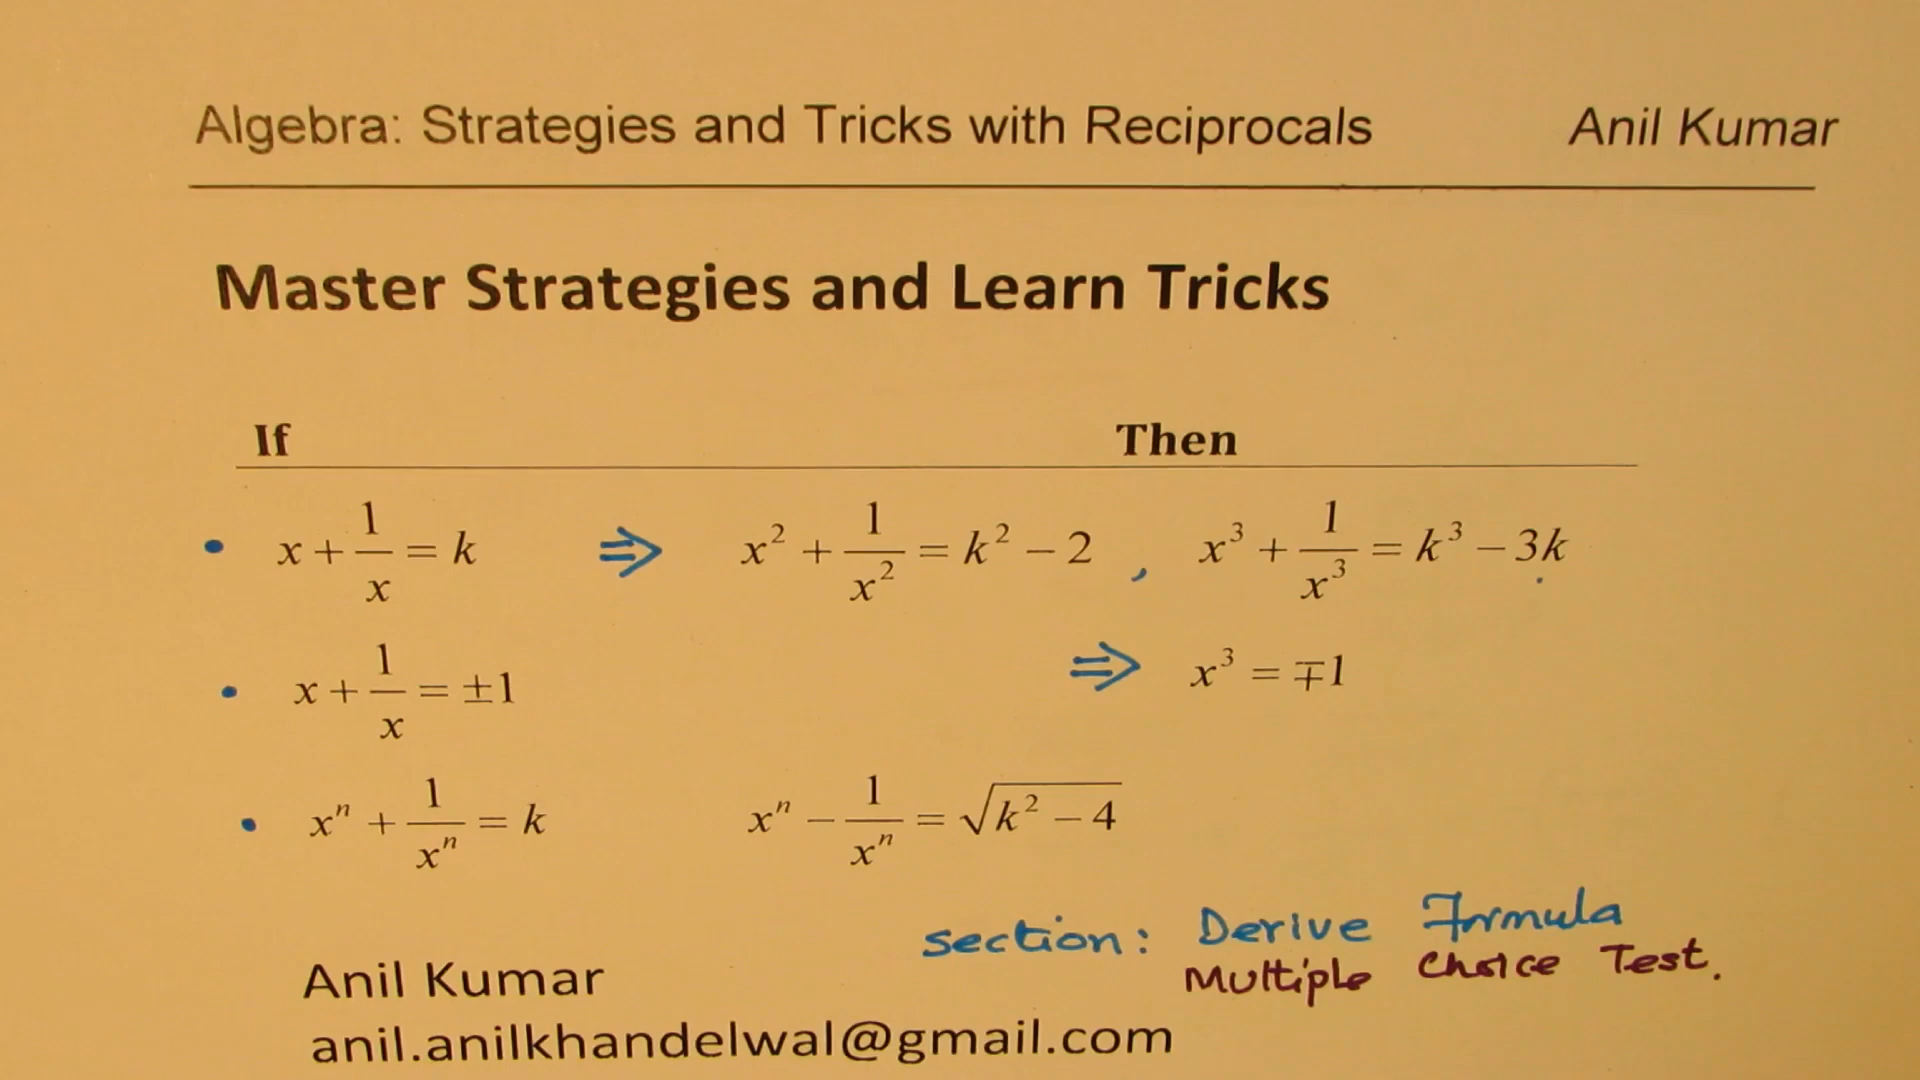 Algebra: Strategies and Tricks with Reciprocals Anil Kumar
Master Strategies and Learn Tricks
If Then
• x + 1/x = k ⇒ x² + 1/x² = k² − 2 , x³ + 1/x³ = k³ − 3k
• x + 1/x = ±1 ⇒ x³ = ∓1
• xⁿ + 1/xⁿ = k xⁿ − 1/xⁿ = √(k² − 4)
section: Derive Formula
Multiple Choice Test.
Anil Kumar
anil.anilkhandelwal@gmail.com